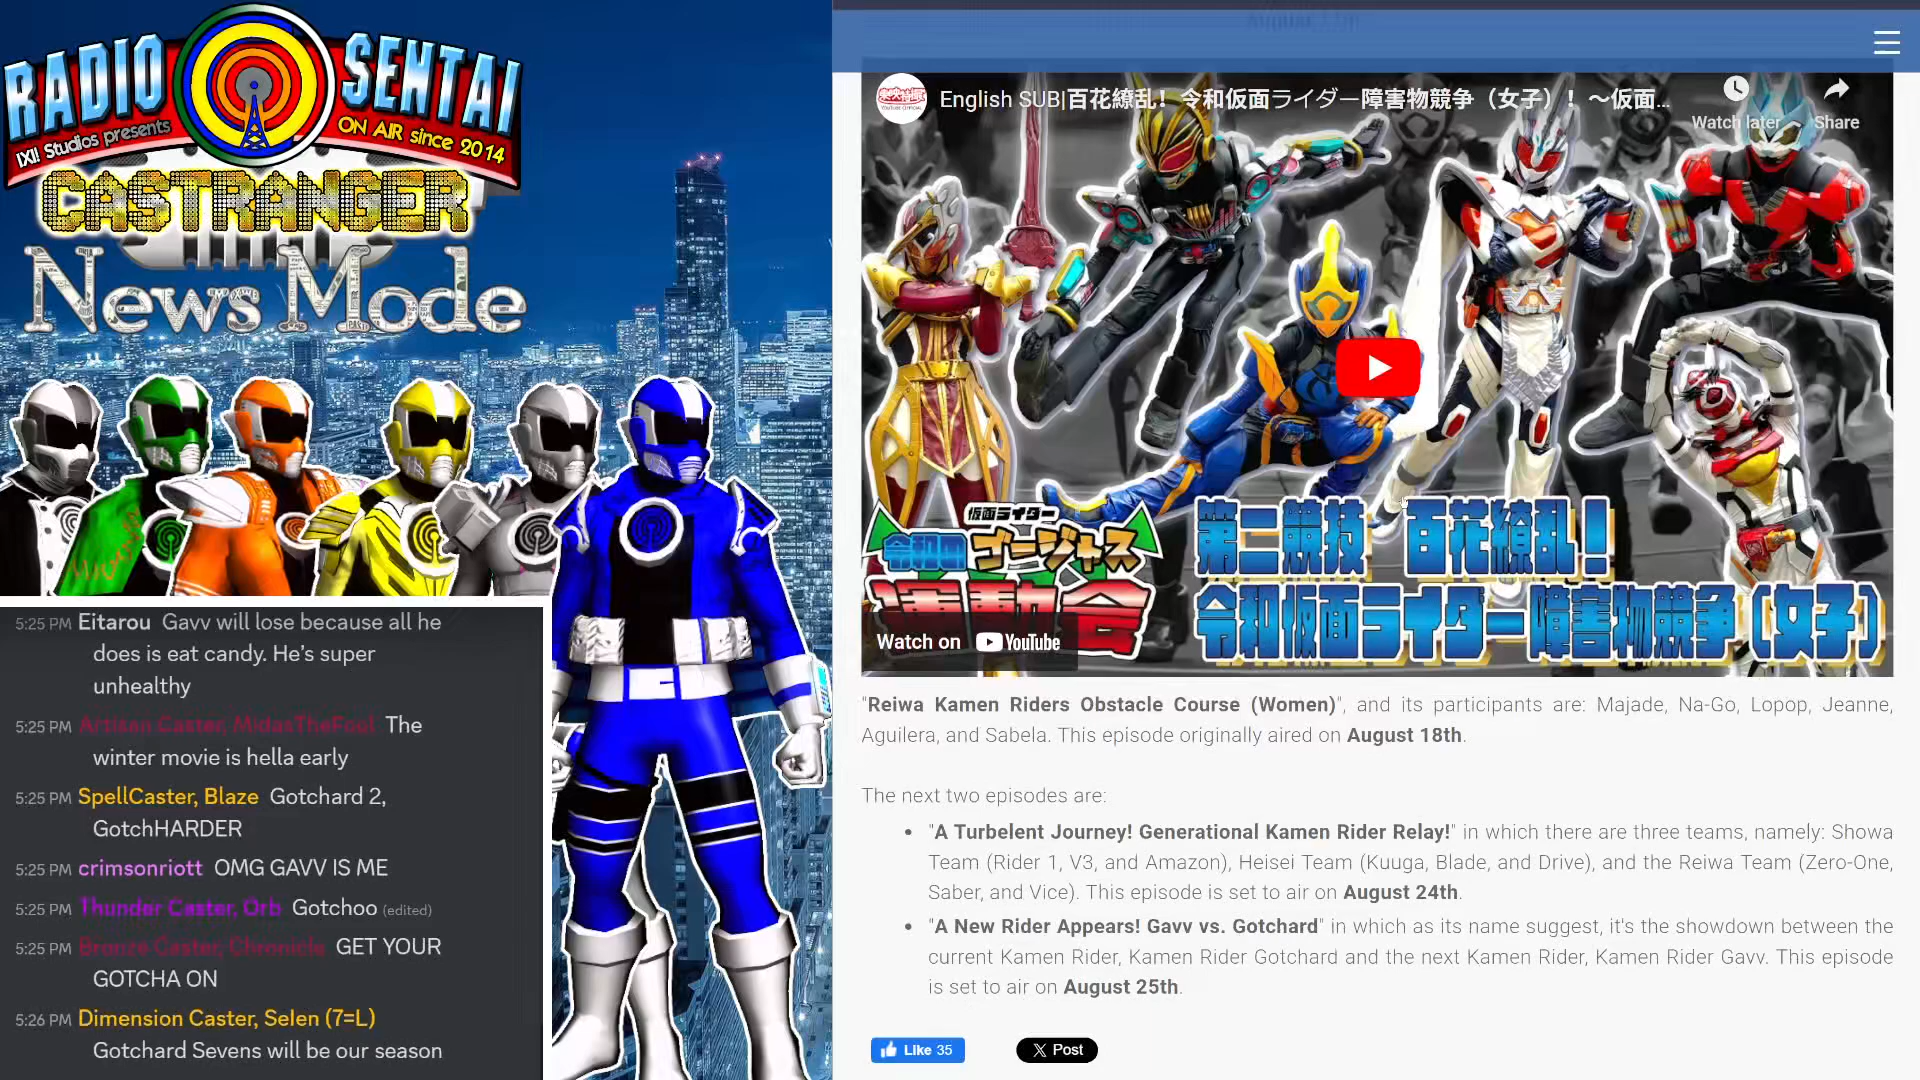 RADIO SENTAI
IXII Studios presents
ON AIR since 2014
CASTRANGER
News Mode
5:25 PM Eitarou Gavv will lose because all he
does is eat candy. He's super
unhealthy
5:25 PM Artisan Caster, MidasTheFool The
winter movie is hella early
5:25 PM SpellCaster, Blaze Gotchard 2,
GotchHARDER
5:25 PM crimsonriott OMG GAVV IS ME
5:25 PM Thunder Caster, Orb Gotchoo (edited)
5:25 PM Bronze Caster, Chronicle GET YOUR
GOTCHA ON
5:26 PM Dimension Caster, Selen (7=L)
Gotchard Sevens will be our season
English SUB|百花繚乱！令和仮面ライダー障害物競争（女子）！～仮面...
Watch later
Share
仮面ライダー
令和のゴージャス
運動会
第二競技 百花繚乱！
令和仮面ライダー障害物競争（女子）
Watch on YouTube
"Reiwa Kamen Riders Obstacle Course (Women)", and its participants are: Majade, Na-Go, Lopop, Jeanne,
Aguilera, and Sabela. This episode originally aired on August 18th.
The next two episodes are:
• "A Turbelent Journey! Generational Kamen Rider Relay!" in which there are three teams, namely: Showa
Team (Rider 1, V3, and Amazon), Heisei Team (Kuuga, Blade, and Drive), and the Reiwa Team (Zero-One,
Saber, and Vice). This episode is set to air on August 24th.
• "A New Rider Appears! Gavv vs. Gotchard" in which as its name suggest, it's the showdown between the
current Kamen Rider, Kamen Rider Gotchard and the next Kamen Rider, Kamen Rider Gavv. This episode
is set to air on August 25th.
Like 35
X Post